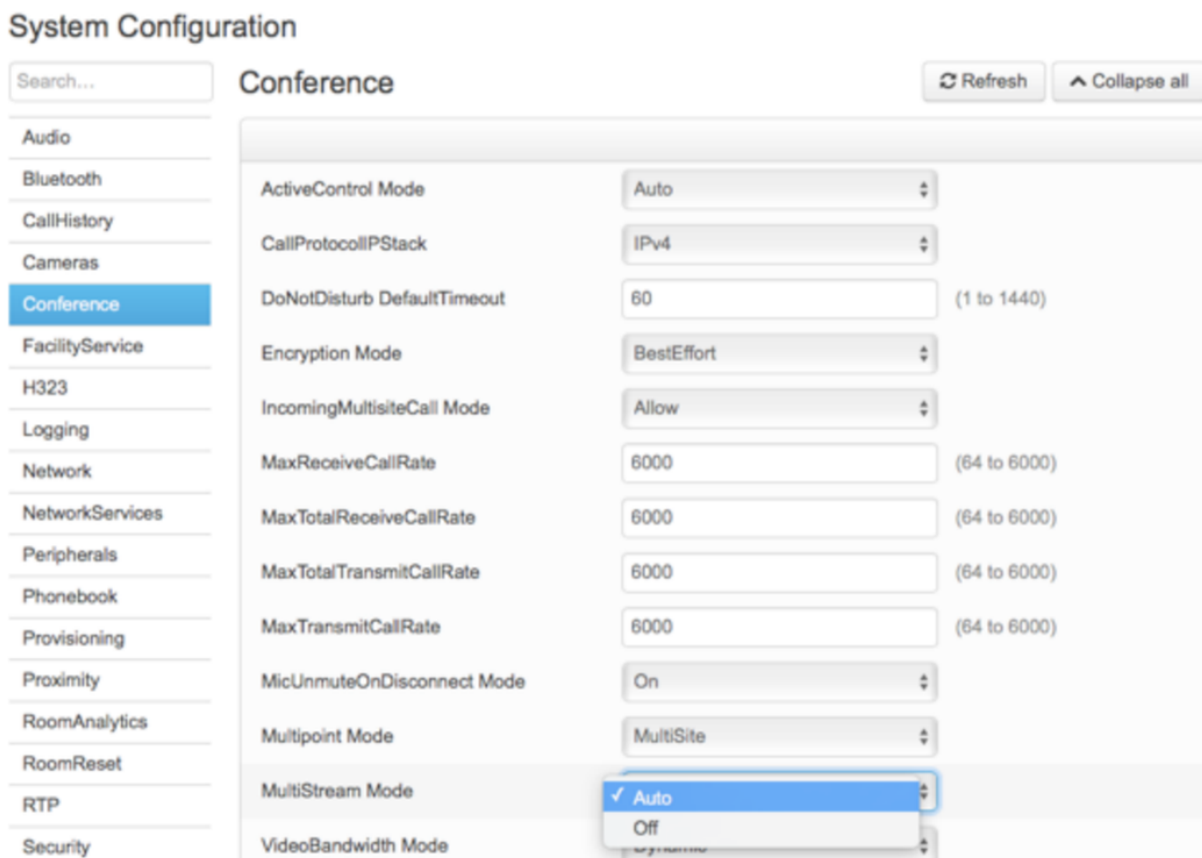 System Configuration
Search...
Conference
Refresh
Collapse all
Audio
Bluetooth
CallHistory
Cameras
Conference
FacilityService
H323
Logging
Network
NetworkServices
Peripherals
Phonebook
Provisioning
Proximity
RoomAnalytics
RoomReset
RTP
Security
ActiveControl Mode Auto
CallProtocolIPStack IPv4
DoNotDisturb DefaultTimeout 60 (1 to 1440)
Encryption Mode BestEffort
IncomingMultisiteCall Mode Allow
MaxReceiveCallRate 6000 (64 to 6000)
MaxTotalReceiveCallRate 6000 (64 to 6000)
MaxTotalTransmitCallRate 6000 (64 to 6000)
MaxTransmitCallRate 6000 (64 to 6000)
MicUnmuteOnDisconnect Mode On
Multipoint Mode MultiSite
MultiStream Mode ✓ Auto
Off
VideoBandwidth Mode Dynamic